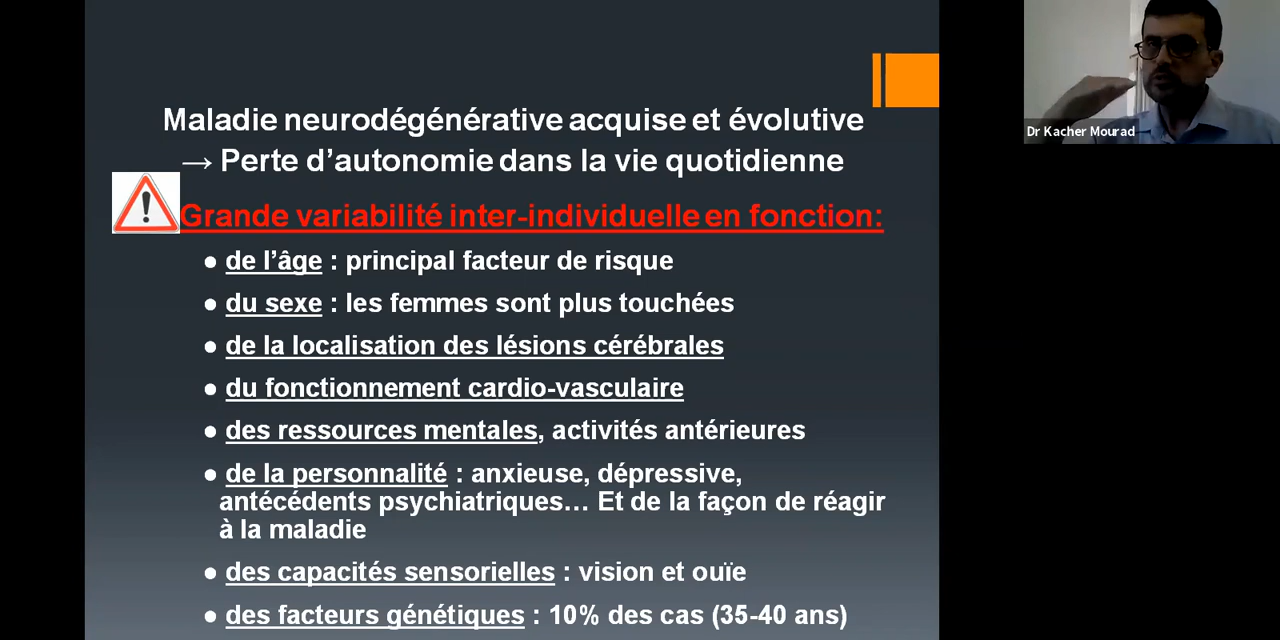 Maladie neurodégénérative acquise et évolutive
→ Perte d'autonomie dans la vie quotidienne
Grande variabilité inter-individuelle en fonction:
● de l'âge : principal facteur de risque
● du sexe : les femmes sont plus touchées
● de la localisation des lésions cérébrales
● du fonctionnement cardio-vasculaire
● des ressources mentales, activités antérieures
● de la personnalité : anxieuse, dépressive,
antécédents psychiatriques… Et de la façon de réagir
à la maladie
● des capacités sensorielles : vision et ouïe
● des facteurs génétiques : 10% des cas (35-40 ans)
Dr Kacher Mourad